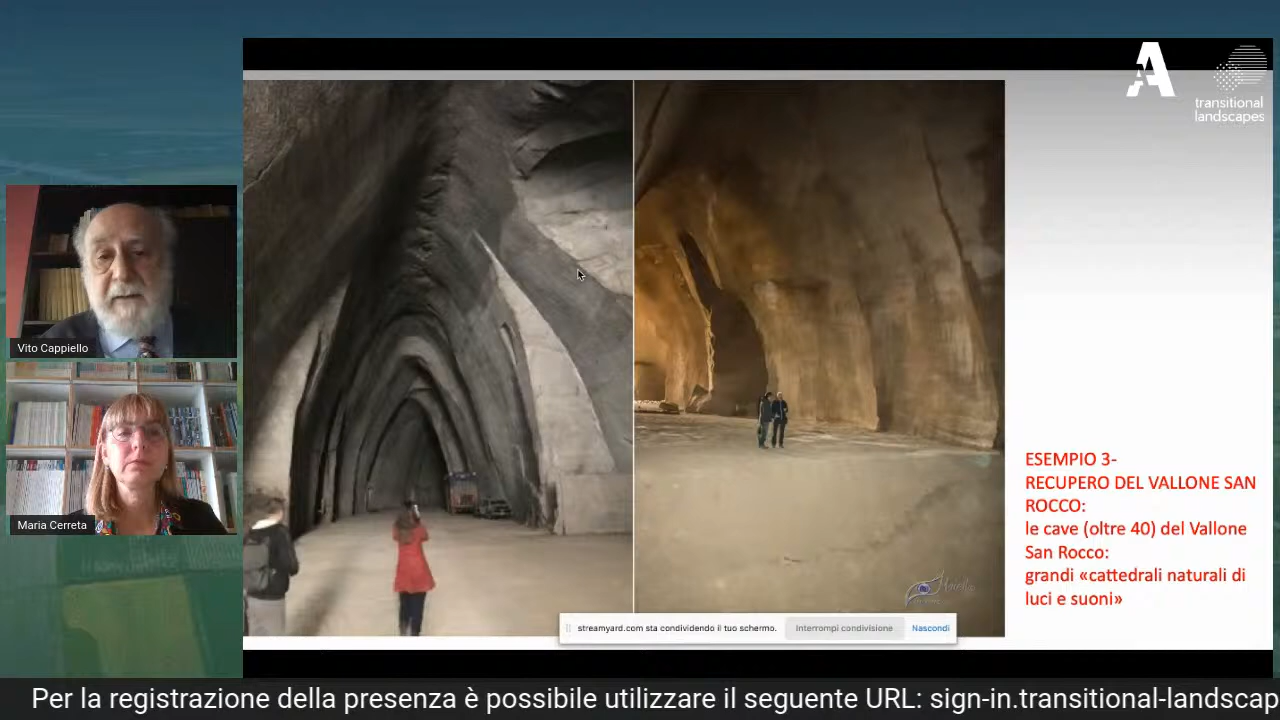 A
transitional
landscapes
Vito Cappiello
Maria Cerreta
ESEMPIO 3-
RECUPERO DEL VALLONE SAN
ROCCO:
le cave (oltre 40) del Vallone
San Rocco:
grandi «cattedrali naturali di
luci e suoni»
streamyard.com sta condividendo il tuo schermo.
Interrompi condivisione
Nascondi
Per la registrazione della presenza è possibile utilizzare il seguente URL: sign-in.transitional-landscap